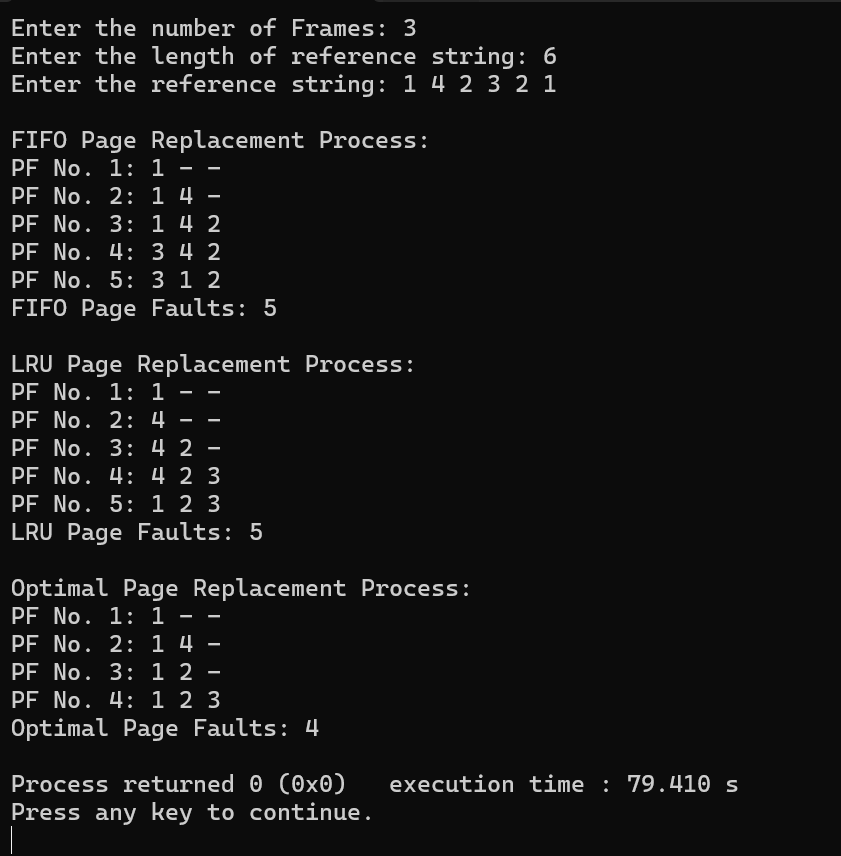 Enter the number of Frames: 3
Enter the length of reference string: 6
Enter the reference string: 1 4 2 3 2 1
FIFO Page Replacement Process:
PF No. 1: 1 - -
PF No. 2: 1 4 -
PF No. 3: 1 4 2
PF No. 4: 3 4 2
PF No. 5: 3 1 2
FIFO Page Faults: 5
LRU Page Replacement Process:
PF No. 1: 1 - -
PF No. 2: 4 - -
PF No. 3: 4 2 -
PF No. 4: 4 2 3
PF No. 5: 1 2 3
LRU Page Faults: 5
Optimal Page Replacement Process:
PF No. 1: 1 - -
PF No. 2: 1 4 -
PF No. 3: 1 2 -
PF No. 4: 1 2 3
Optimal Page Faults: 4
Process returned 0 (0x0)   execution time : 79.410 s
Press any key to continue.